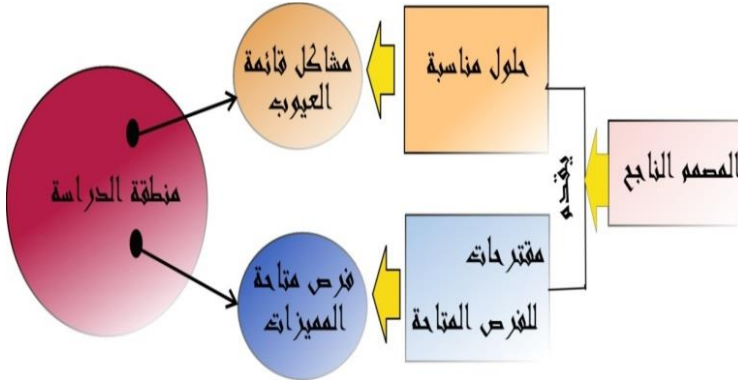 المصمم الناجح
يقدم
حلول مناسبة
مشاكل قائمة
العيوب
مقترحات
للفرص المتاحة
فرص متاحة
المميزات
منطقة الدراسة